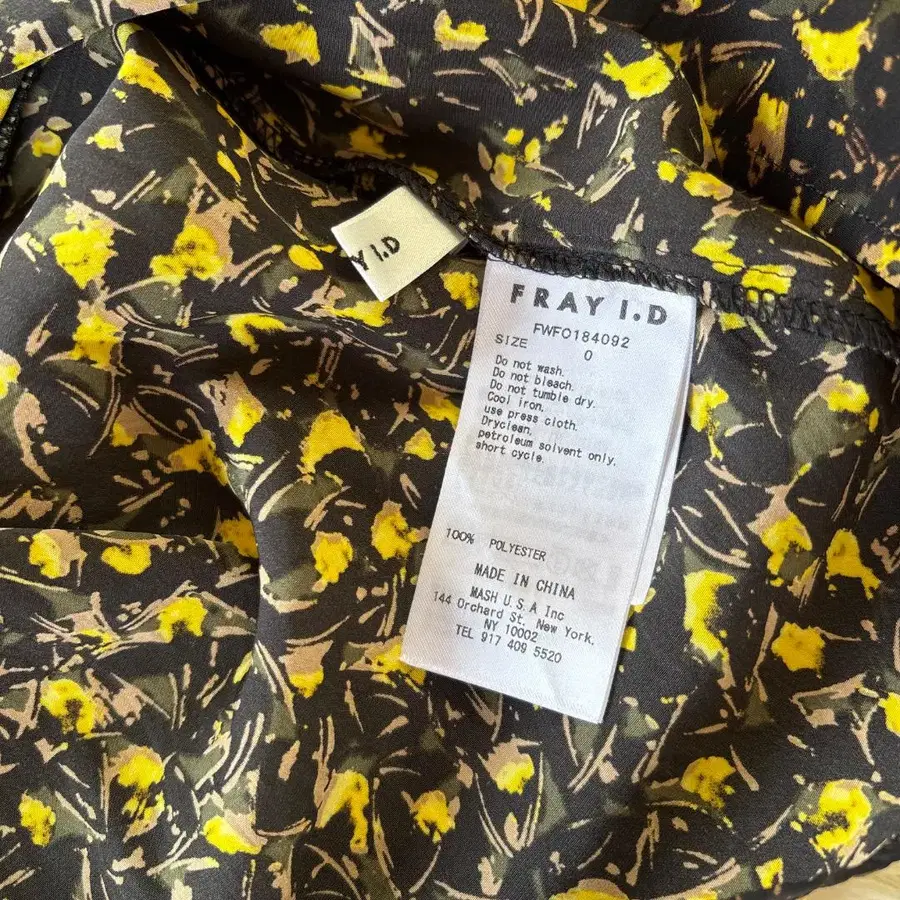 Y I.D
FRAY I.D
FWFO184092
SIZE 0
Do not wash.
Do not bleach.
Do not tumble dry.
Cool iron.
use press cloth.
Dryclean.
petroleum solvent only.
short cycle.
100% POLYESTER
MADE IN CHINA
MASH U.S.A Inc
144 Orchard St. New York,
NY 10002
TEL 917 409 5520